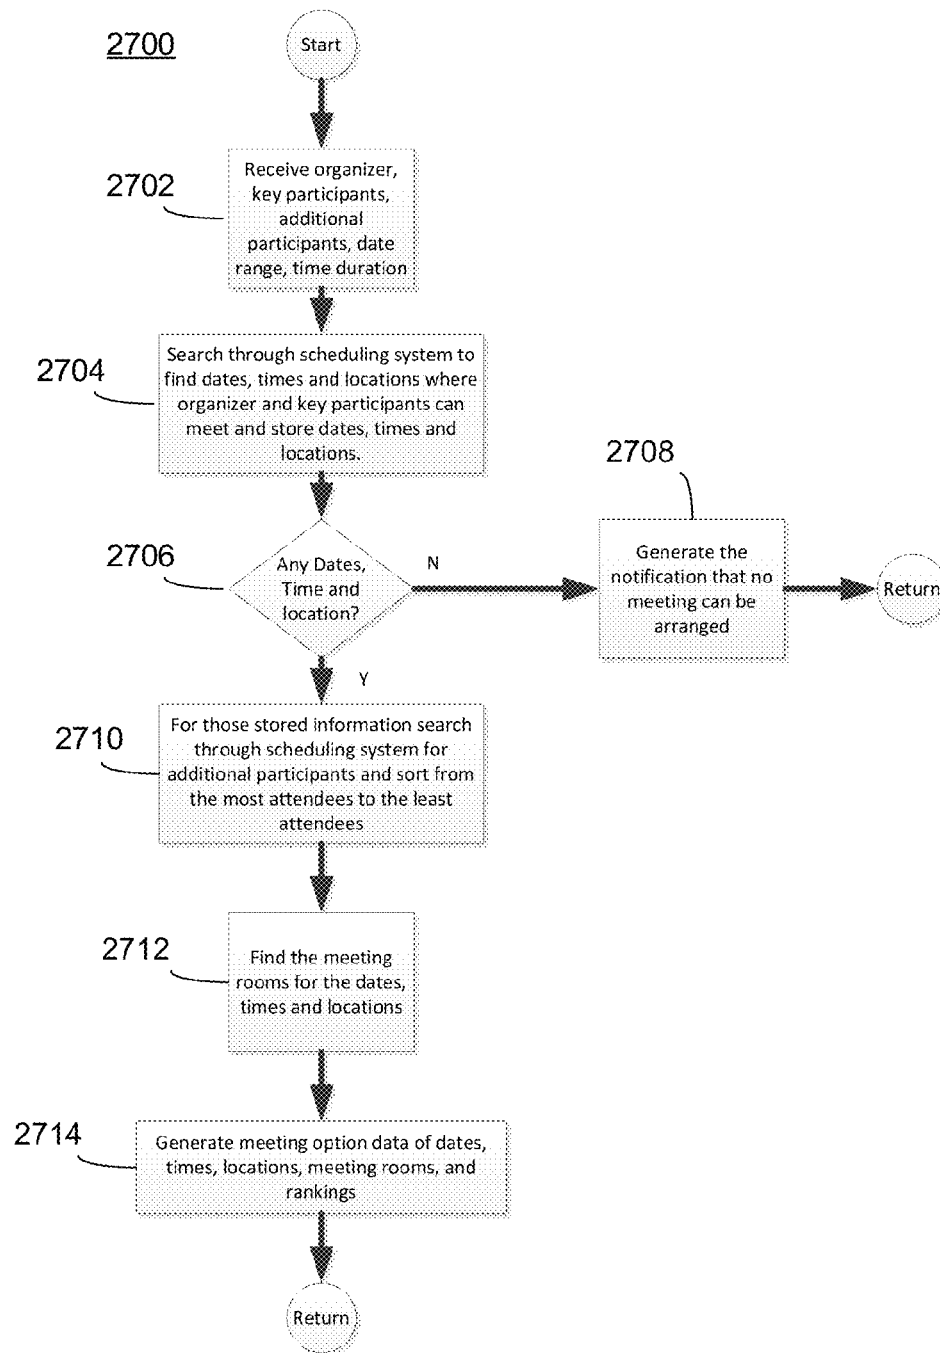 2700
Start
2702
Receive organizer,
key participants,
additional
participants, date
range, time duration
2704
Search through scheduling system to
find dates, times and locations where
organizer and key participants can
meet and store dates, times and
locations.
2706
Any Dates,
Time and
location?
N
2708
Generate the
notification that no
meeting can be
arranged
Return
Y
2710
For those stored information search
through scheduling system for
additional participants and sort from
the most attendees to the least
attendees
2712
Find the meeting
rooms for the dates,
times and locations
2714
Generate meeting option data of dates,
times, locations, meeting rooms, and
rankings
Return